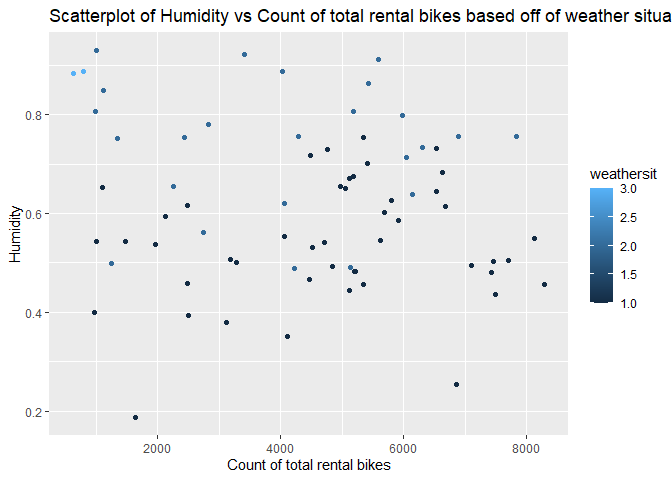 Scatterplot of Humidity vs Count of total rental bikes based off of weather situa
0.8
0.6
0.4
0.2
Humidity
2000 4000 6000 8000
Count of total rental bikes
weathersit
3.0
2.5
2.0
1.5
1.0